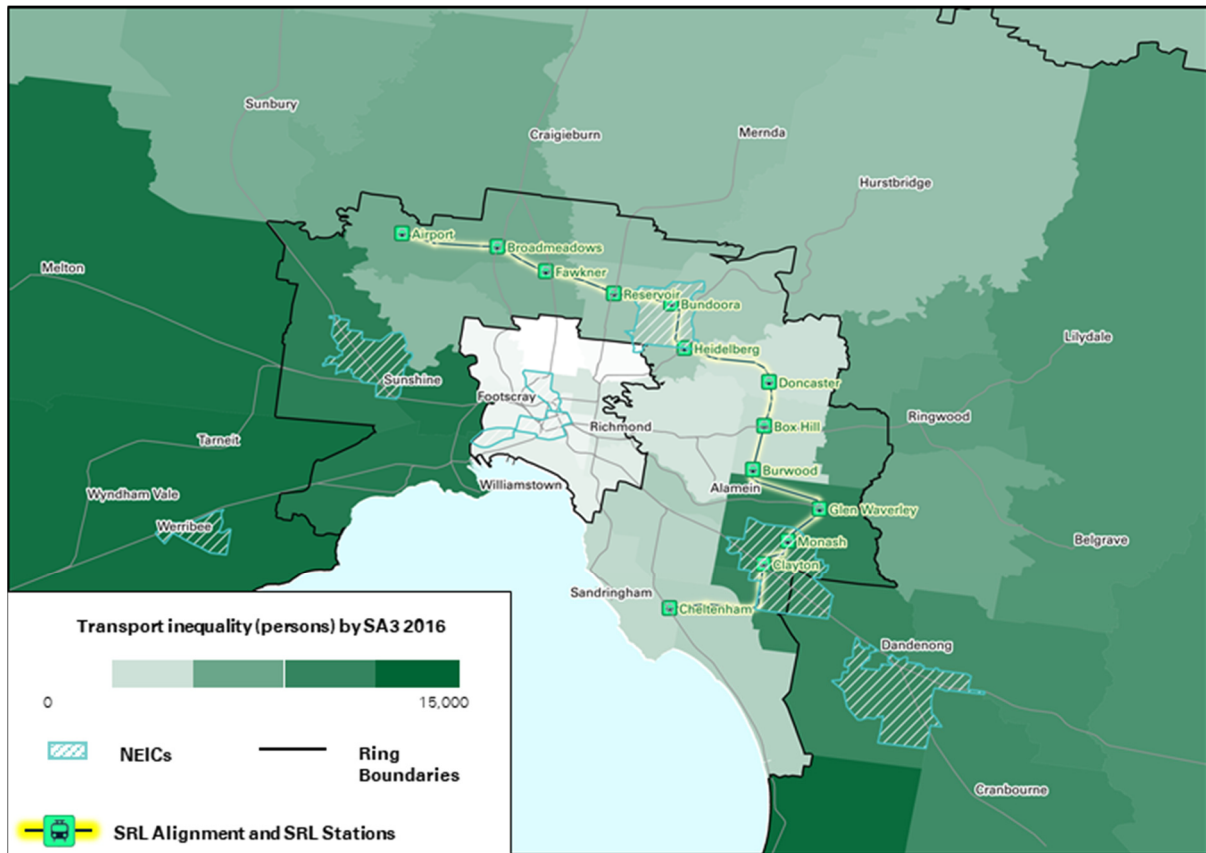 Sunbury
Craigieburn
Mernda
Hurstbridge
Airport
Broadmeadows
Melton
Fawkner
Reservoir
Bundoora
Lilydale
Heidelberg
Sunshine
Doncaster
Footscray
Ringwood
Richmond
Box Hill
Tarneit
Burwood
Williamstown
Alamein
Wyndham Vale
Glen Waverley
Werribee
Monash
Belgrave
Clayton
Sandringham
Cheltenham
Dandenong
Cranbourne
Transport inequality (persons) by SA3 2016
0
15,000
NEICs
Ring
Boundaries
SRL Alignment and SRL Stations